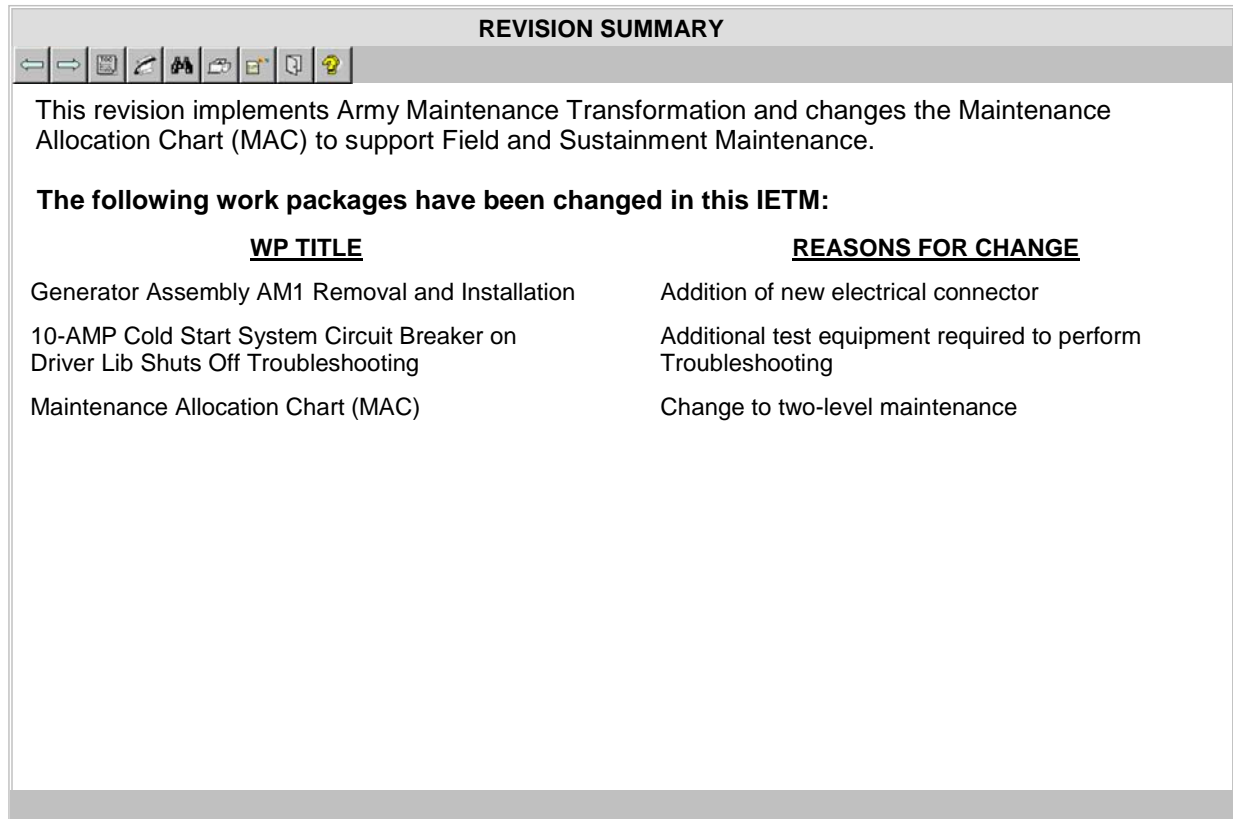 REVISION SUMMARY
This revision implements Army Maintenance Transformation and changes the Maintenance
Allocation Chart (MAC) to support Field and Sustainment Maintenance.
The following work packages have been changed in this IETM:
WP TITLE REASONS FOR CHANGE
Generator Assembly AM1 Removal and Installation Addition of new electrical connector
10-AMP Cold Start System Circuit Breaker on Additional test equipment required to perform
Driver Lib Shuts Off Troubleshooting Troubleshooting
Maintenance Allocation Chart (MAC) Change to two-level maintenance